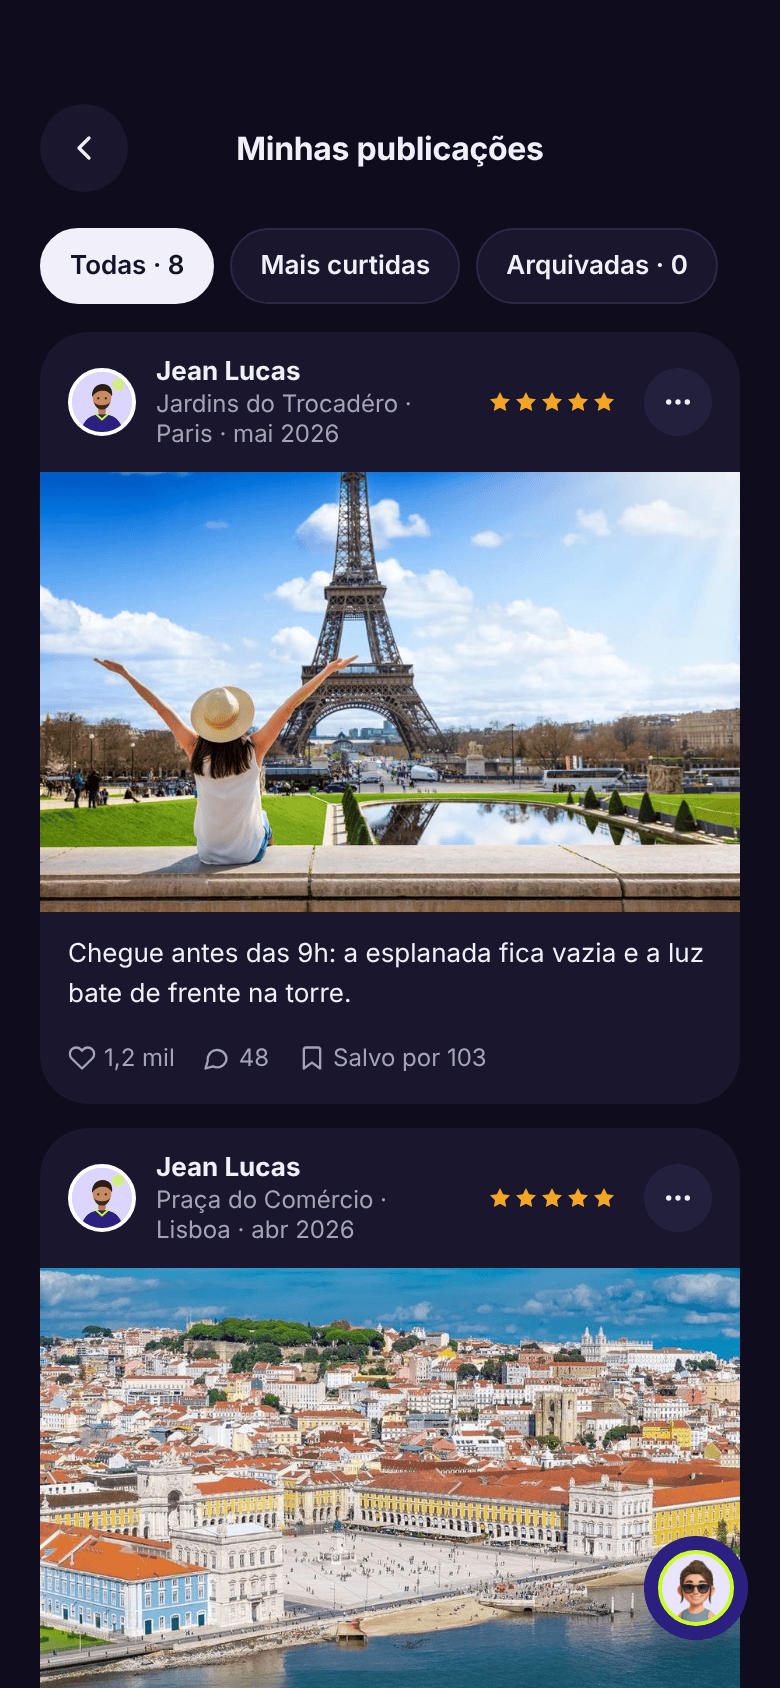 Minhas publicações
Todas · 8
Mais curtidas
Arquivadas · 0
Jean Lucas
Jardins do Trocadéro ·
Paris · mai 2026
Chegue antes das 9h: a esplanada fica vazia e a luz
bate de frente na torre.
1,2 mil
48
Salvo por 103
Jean Lucas
Praça do Comércio ·
Lisboa · abr 2026